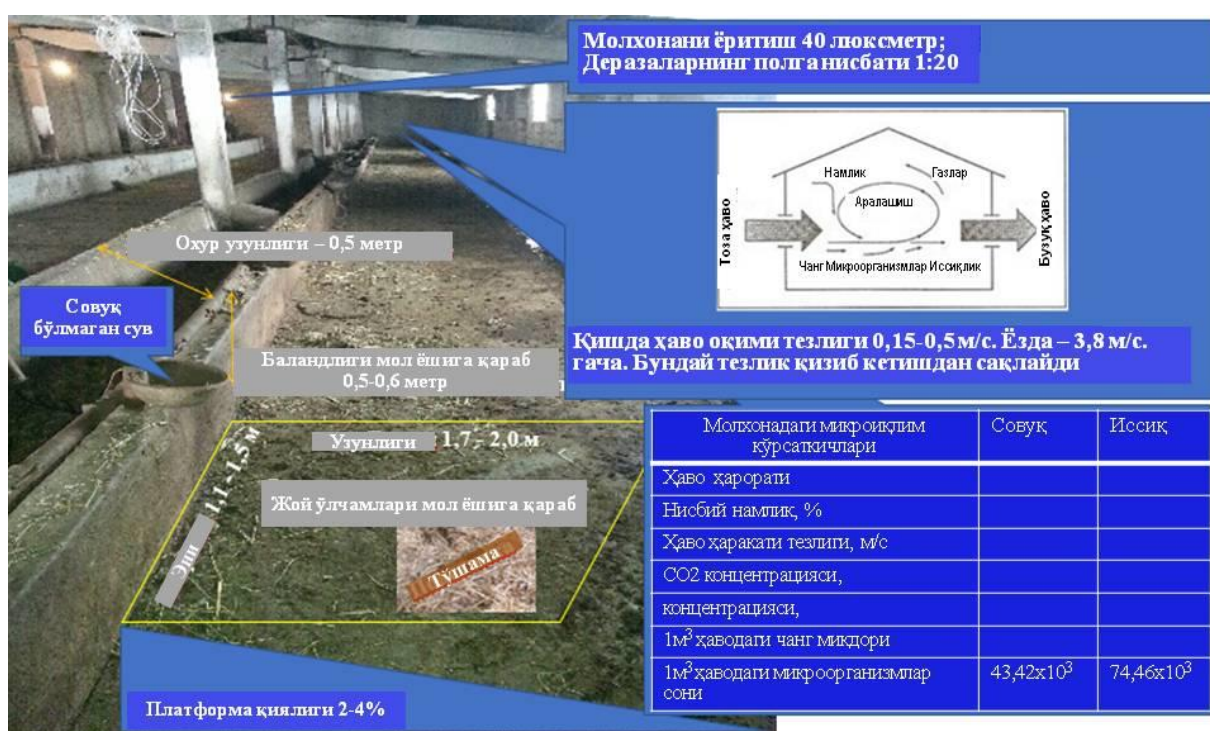 Молхонани ёритиш 40 люксметр;
Деразаларнинг полга нисбати 1:20
Намлик
Газлар
Аралашиш
Тоза ҳаво
Бузуқ ҳаво
Чанг Микроорганизмлар Иссиқлик
Охур узунлиги – 0,5 метр
Совуқ
бўлмаган сув
Баландлиги мол ёшига қараб
0,5-0,6 метр
Қишда ҳаво оқими тезлиги 0,15-0,5м/с. Ёзда – 3,8 м/с.
гача. Бундай тезлик қизиб кетишдан сақлайди
Узунлиги 1,7 - 2,0 м
Эни 1,1 -1,5 м
Жой ўлчамлари мол ёшига қараб
Тўшама
Платформа қиялиги 2-4%
Молхонадаги микроиқлим
кўрсаткичлари
Совуқ
Иссиқ
Ҳаво ҳарорати
Нисбий намлик, %
Ҳаво ҳаракати тезлиги, м/с
СО2 концентрацияси,
концентрацияси,
1м³ ҳаводаги чанг миқдори
1м³ ҳаводаги микроорганизмлар
сони
43,42х10³
74,46х10³